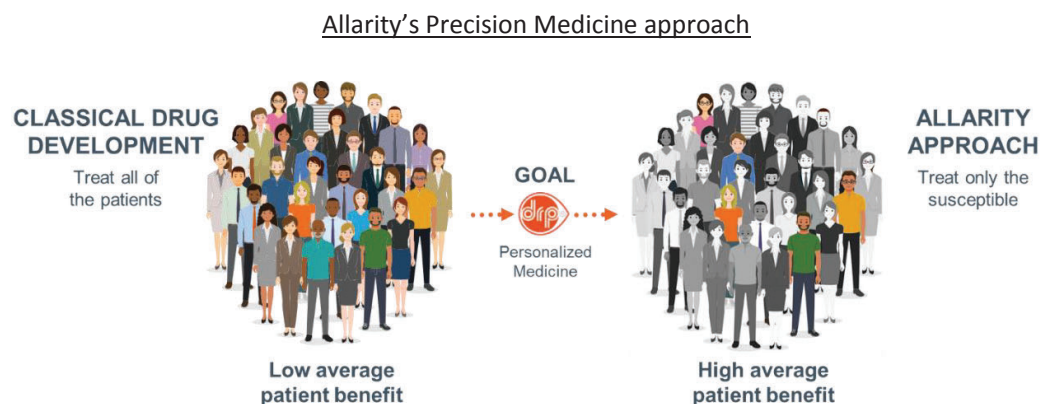 Allarity’s Precision Medicine approach
CLASSICAL DRUG
DEVELOPMENT
Treat all of
the patients
GOAL
drp
Personalized
Medicine
ALLARITY
APPROACH
Treat only the
susceptible
Low average
patient benefit
High average
patient benefit